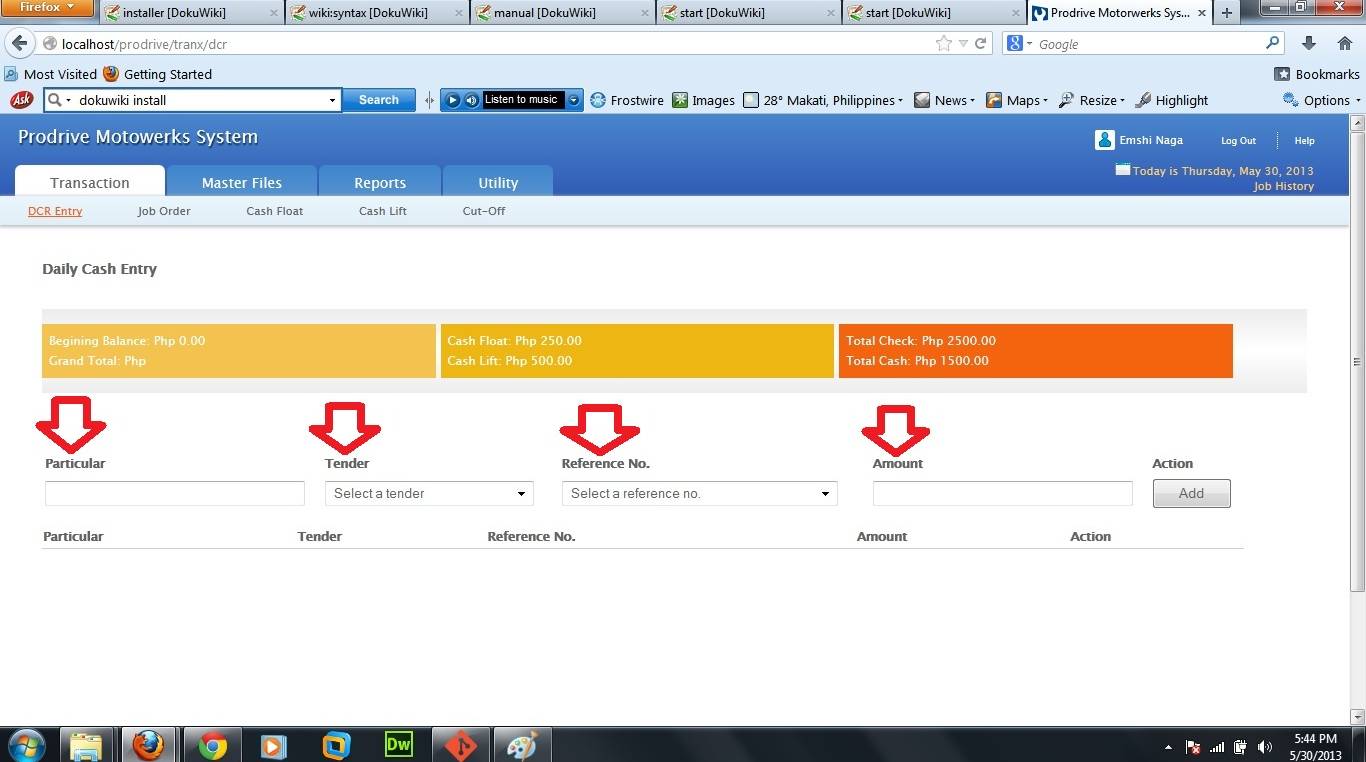 Firefox
installer [DokuWiki]
wiki:syntax [DokuWiki]
manual [DokuWiki]
start [DokuWiki]
start [DokuWiki]
Prodrive Motorwerks Sys...
localhost/prodrive/tranx/dcr
Google
Most Visited
Getting Started
Bookmarks
Ask
dokuwiki install
Search
Listen to music
Frostwire
Images
28° Makati, Philippines
News
Maps
Resize
Highlight
Options
Prodrive Motowerks System
Emshi Naga
Log Out
Help
Today is Thursday, May 30, 2013
Job History
Transaction
Master Files
Reports
Utility
DCR Entry
Job Order
Cash Float
Cash Lift
Cut-Off
Daily Cash Entry
Begining Balance: Php 0.00
Grand Total: Php
Cash Float: Php 250.00
Cash Lift: Php 500.00
Total Check: Php 2500.00
Total Cash: Php 1500.00
Particular
Tender
Reference No.
Amount
Action
Select a tender
Select a reference no.
Add
Particular
Tender
Reference No.
Amount
Action
Dw
5:44 PM
5/30/2013